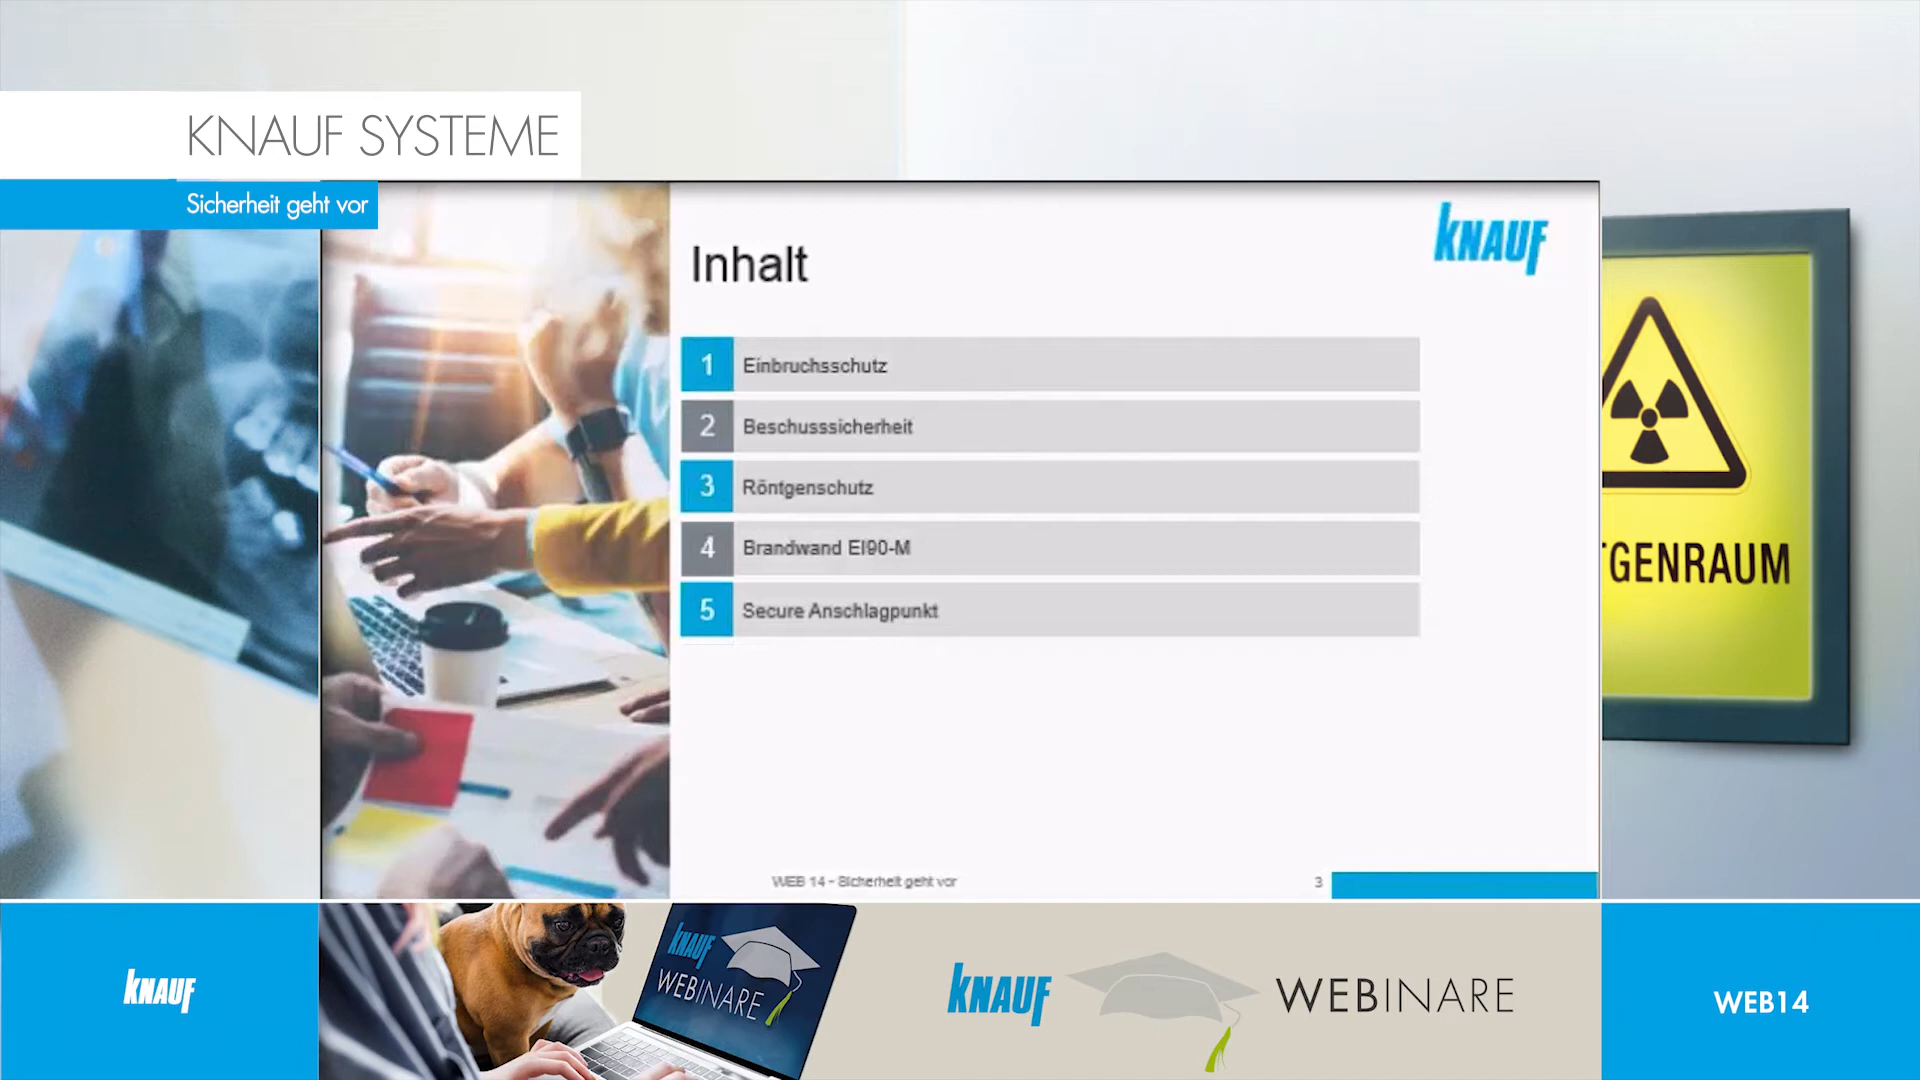 KNAUF SYSTEME
Sicherheit geht vor
KNAUF
Inhalt
1 Einbruchsschutz
2 Beschusssicherheit
3 Röntgenschutz
4 Brandwand EI90-M
5 Secure Anschlagpunkt
WEB 14 - Sicherheit geht vor 3
GENRAUM
KNAUF
KNAUF
WEBINARE
KNAUF WEBINARE
WEB14